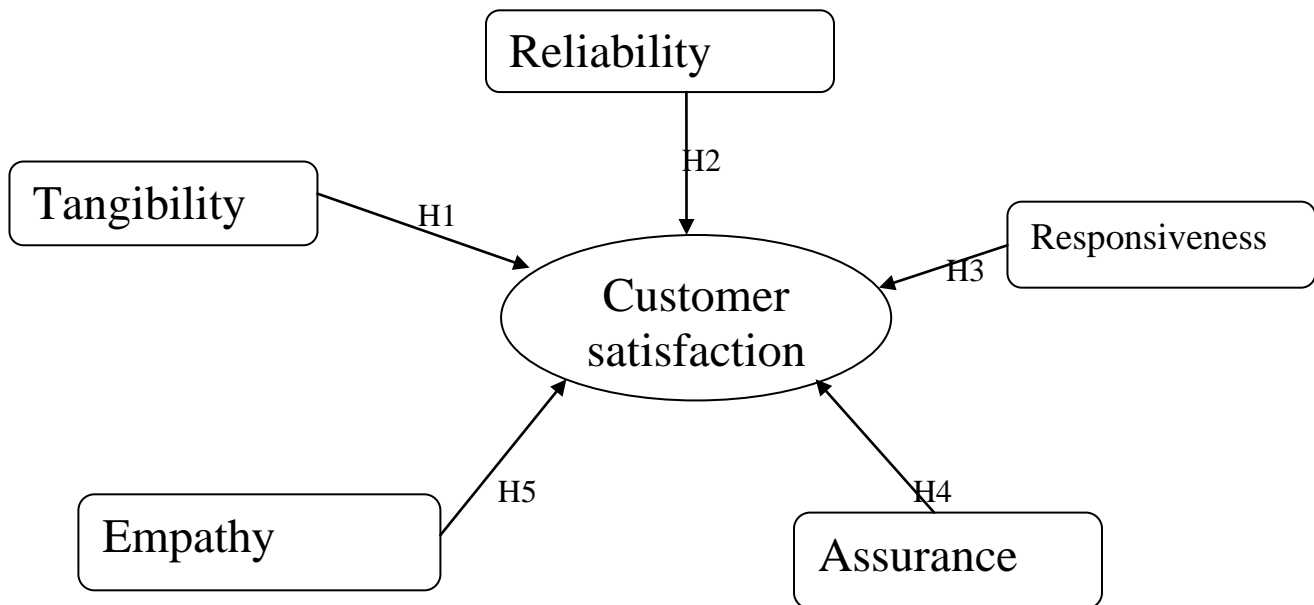 Reliability
H2
Tangibility
H1
Responsiveness
H3
Customer
satisfaction
H5
H4
Empathy
Assurance